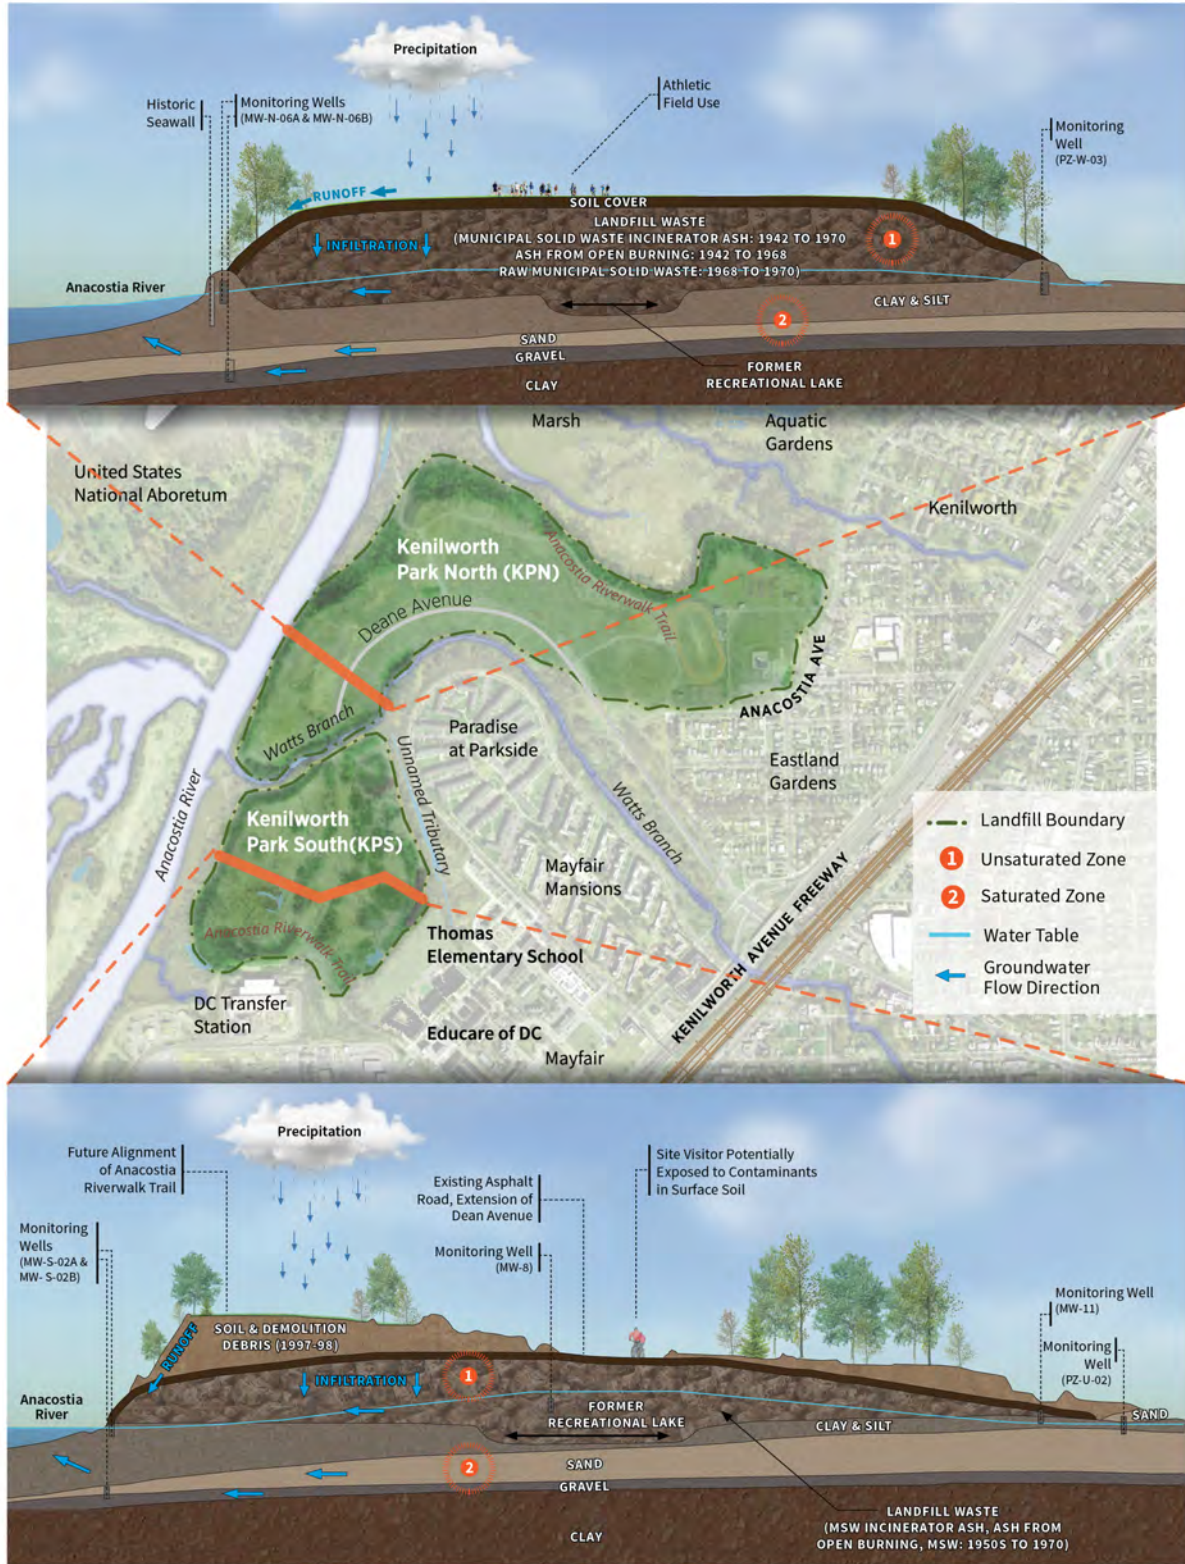 Precipitation
Historic
Seawall
Monitoring Wells
(MW-N-06A & MW-N-06B)
Athletic
Field Use
Monitoring
Well
(PZ-W-03)
RUNOFF
SOIL COVER
LANDFILL WASTE
(MUNICIPAL SOLID WASTE INCINERATOR ASH: 1942 TO 1970
ASH FROM OPEN BURNING: 1942 TO 1968
RAW MUNICIPAL SOLID WASTE: 1968 TO 1970)
INFILTRATION
1
Anacostia River
CLAY & SILT
2
SAND
GRAVEL
CLAY
FORMER
RECREATIONAL LAKE
Marsh
Aquatic
Gardens
United States
National Aboretum
Kenilworth
Kenilworth
Park North (KPN)
Anacostia Riverwalk Trail
Deane Avenue
ANACOSTIA AVE
Watts Branch
Paradise
at Parkside
Unnamed Tributary
Eastland
Gardens
Anacostia River
Watts Branch
Kenilworth
Park South(KPS)
Mayfair
Mansions
KENILWORTH AVENUE FREEWAY
Anacostia Riverwalk Trail
Thomas
Elementary School
DC Transfer
Station
Educare of DC
Mayfair
Landfill Boundary
1 Unsaturated Zone
2 Saturated Zone
Water Table
Groundwater
Flow Direction
Precipitation
Future Alignment
of Anacostia
Riverwalk Trail
Site Visitor Potentially
Exposed to Contaminants
in Surface Soil
Existing Asphalt
Road, Extension of
Dean Avenue
Monitoring
Wells
(MW-S-02A &
MW- S-02B)
Monitoring Well
(MW-8)
Monitoring Well
(MW-11)
Monitoring
Well
(PZ-U-02)
RUNOFF
SOIL & DEMOLITION
DEBRIS (1997-98)
INFILTRATION
1
Anacostia
River
FORMER
RECREATIONAL LAKE
CLAY & SILT
SAND
SAND
2
GRAVEL
CLAY
LANDFILL WASTE
(MSW INCINERATOR ASH, ASH FROM
OPEN BURNING, MSW: 1950S TO 1970)